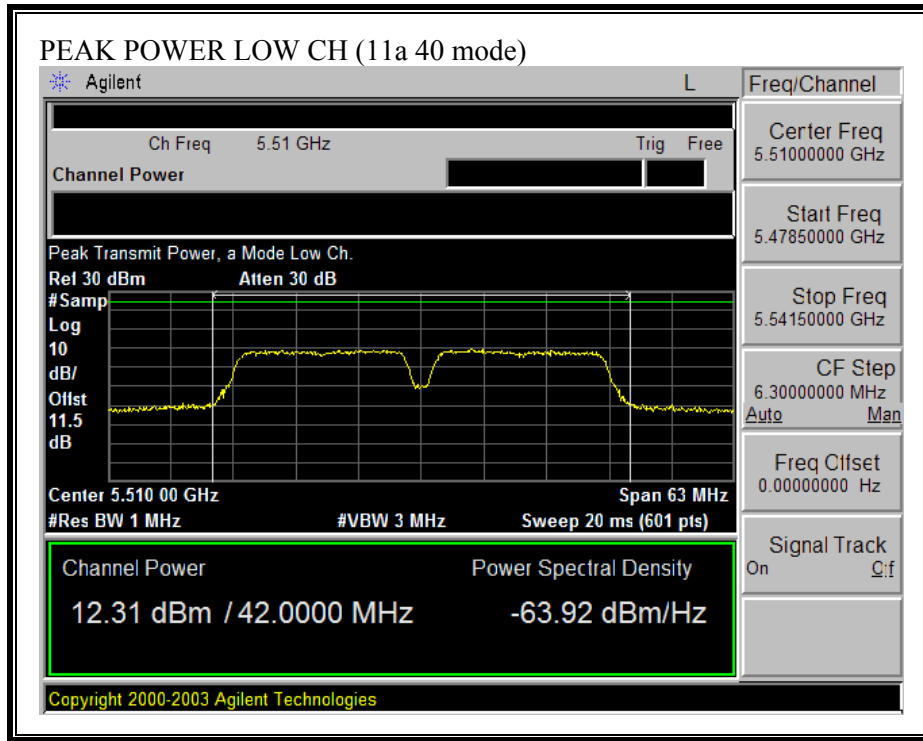 PEAK POWER LOW CH (11a 40 mode)
Agilent L Freq/Channel
Ch Freq 5.51 GHz Trig Free
Channel Power
Center Freq
5.51000000 GHz
Start Freq
5.47850000 GHz
Stop Freq
5.54150000 GHz
CF Step
6.30000000 MHz
Auto Man
Freq Offset
0.00000000 Hz
Signal Track
On Off
Peak Transmit Power, a Mode Low Ch.
Ref 30 dBm Atten 30 dB
#Samp
Log
10
dB/
Offst
11.5
dB
Center 5.510 00 GHz Span 63 MHz
#Res BW 1 MHz #VBW 3 MHz Sweep 20 ms (601 pts)
Channel Power Power Spectral Density
12.31 dBm / 42.0000 MHz -63.92 dBm/Hz
Copyright 2000-2003 Agilent Technologies